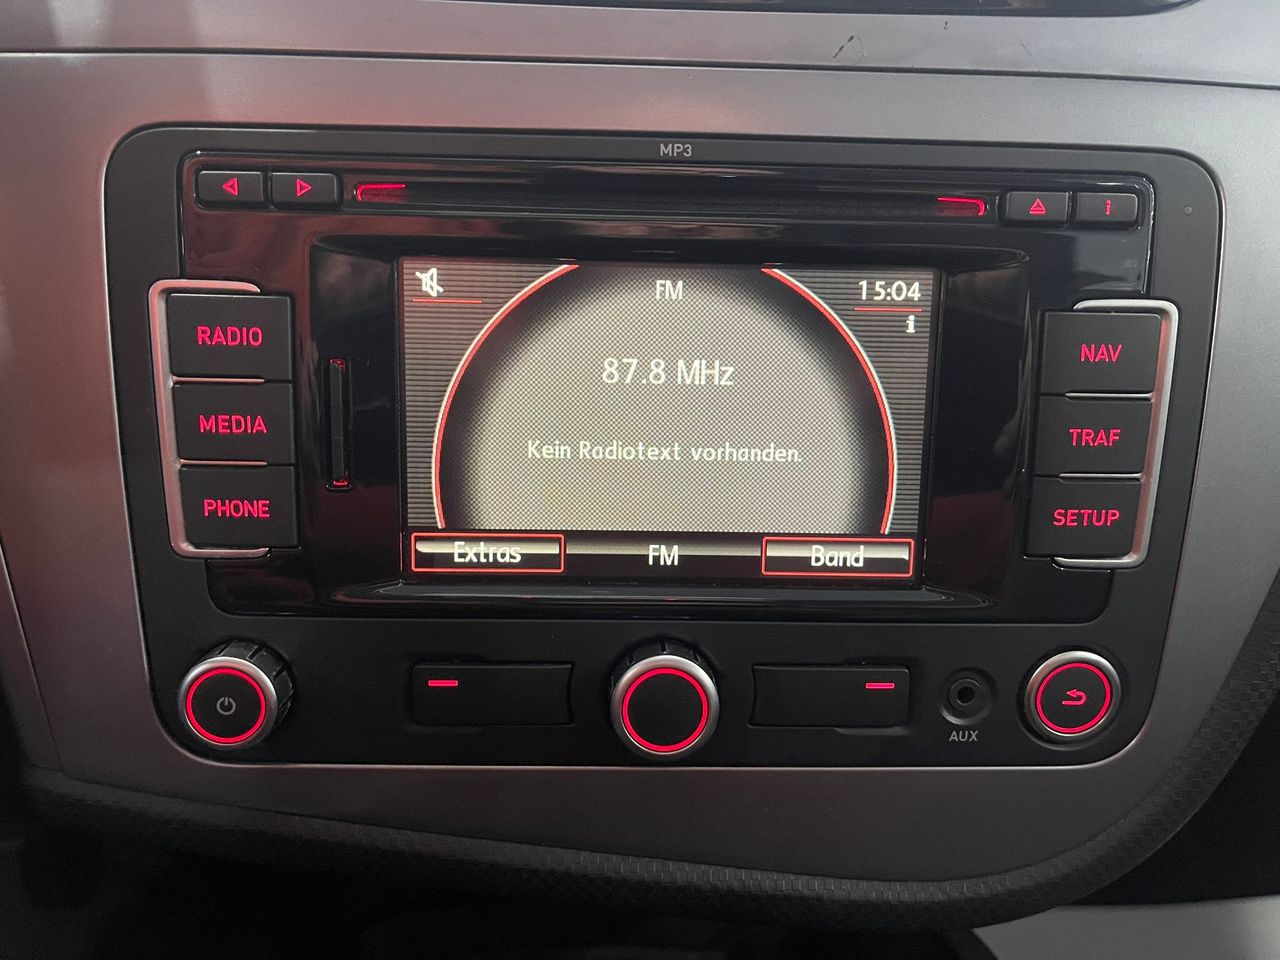 MP3
FM
15:04
i
RADIO
MEDIA
PHONE
87.8 MHz
Kein Radiotext vorhanden.
NAV
TRAF
SETUP
Extras
FM
Band
AUX